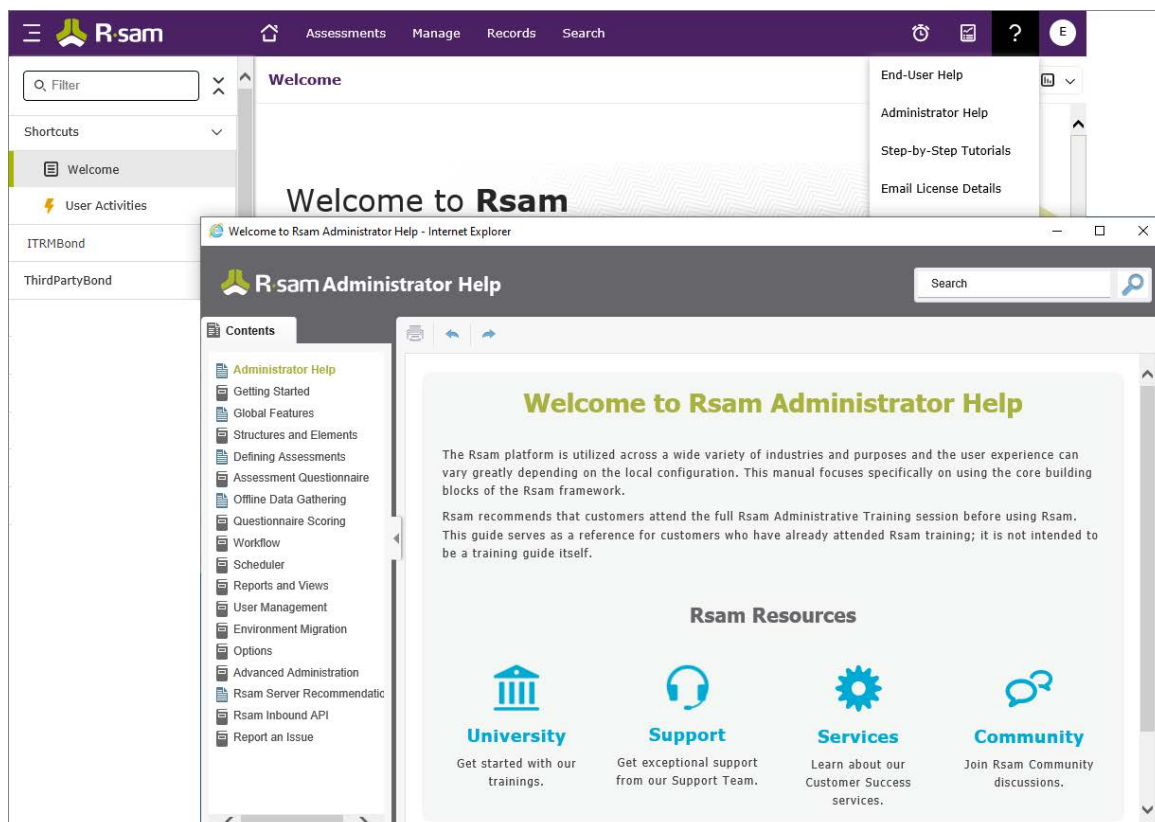 R·sam
Assessments
Manage
Records
Search
?
E
Filter
Welcome
End-User Help
Administrator Help
Step-by-Step Tutorials
Email License Details
Shortcuts
Welcome
User Activities
ITRMBond
ThirdPartyBond
Welcome to Rsam
Welcome to Rsam Administrator Help - Internet Explorer
R·sam Administrator Help
Search
Contents
Administrator Help
Getting Started
Global Features
Structures and Elements
Defining Assessments
Assessment Questionnaire
Offline Data Gathering
Questionnaire Scoring
Workflow
Scheduler
Reports and Views
User Management
Environment Migration
Options
Advanced Administration
Rsam Server Recommendatic
Rsam Inbound API
Report an Issue
Welcome to Rsam Administrator Help
The Rsam platform is utilized across a wide variety of industries and purposes and the user experience can
vary greatly depending on the local configuration. This manual focuses specifically on using the core building
blocks of the Rsam framework.
Rsam recommends that customers attend the full Rsam Administrative Training session before using Rsam.
This guide serves as a reference for customers who have already attended Rsam training; it is not intended to
be a training guide itself.
Rsam Resources
University
Get started with our
trainings.
Support
Get exceptional support
from our Support Team.
Services
Learn about our
Customer Success
services.
Community
Join Rsam Community
discussions.